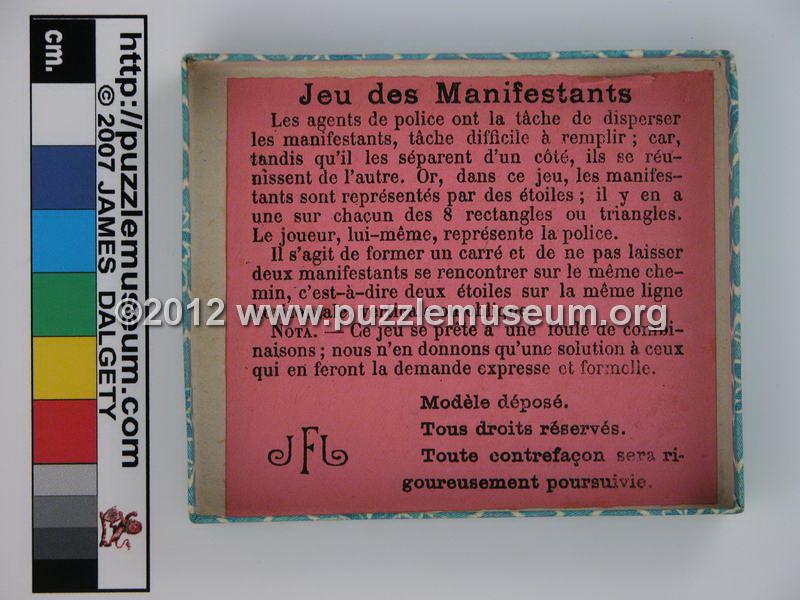 Jeu des Manifestants
Les agents de police ont la tâche de disperser
les manifestants, tâche difficile à remplir ; car,
tandis qu'il les séparent d'un côté, ils se réu-
nissent de l'autre. Or, dans ce jeu, les manifes-
tants sont représentés par des étoiles ; il y en a
une sur chacun des 8 rectangles ou triangles.
Le joueur, lui-même, représente la police.
Il s'agit de former un carré et de ne pas laisser
deux manifestants se rencontrer sur le même che-
min, c'est-à-dire deux étoiles sur la même ligne
©2012 www.puzzlemuseum.org
NOTA. — Ce jeu se prête à une foule de combi-
naisons ; nous n'en donnons qu'une solution à ceux
qui en feront la demande expresse et formelle.
Modèle déposé.
Tous droits réservés.
JFL
Toute contrefaçon sera ri-
goureusement poursuivie.
cm.
http://puzzlemuseum.com
© 2007 JAMES DALGETY